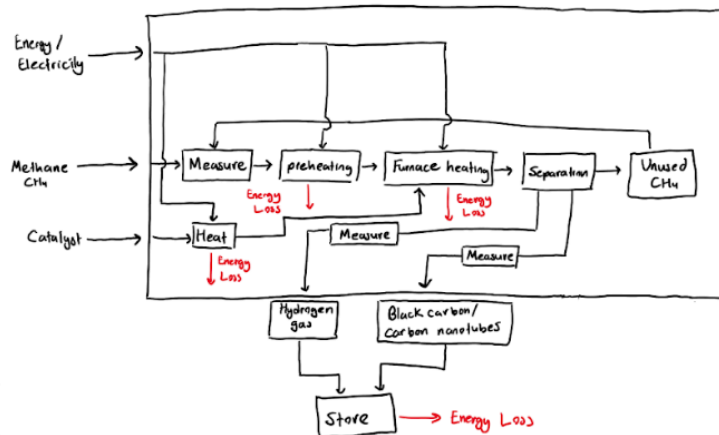 Energy/
Electricity
Methane
CH4
Measure
preheating
Furnace heating
Separation
Unused
CH4
Energy
Loss
Energy
Loss
Catalyst
Heat
Measure
Energy
Loss
Measure
Hydrogen
gas
Black carbon/
carbon nanotubes
Store
Energy Loss